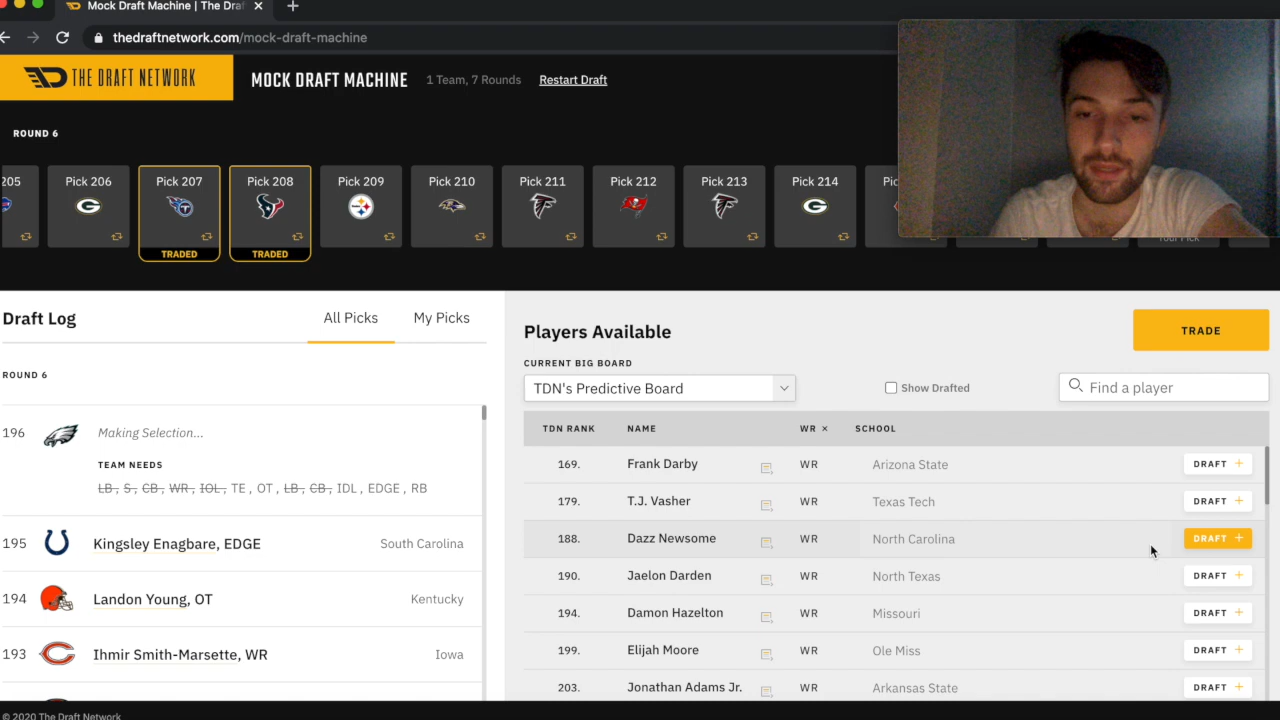 Mock Draft Machine | The Draf
thedraftnetwork.com/mock-draft-machine
THE DRAFT NETWORK
MOCK DRAFT MACHINE
1 Team, 7 Rounds
Restart Draft
ROUND 6
205
Pick 206
Pick 207
Pick 208
Pick 209
Pick 210
Pick 211
Pick 212
Pick 213
Pick 214
TRADED
TRADED
Your Pick
Draft Log
All Picks
My Picks
ROUND 6
196
Making Selection...
TEAM NEEDS
LB, S, CB, WR, IOL, TE, OT, LB, CB, IDL, EDGE, RB
195
Kingsley Enagbare, EDGE
South Carolina
194
Landon Young, OT
Kentucky
193
Ihmir Smith-Marsette, WR
Iowa
Players Available
TRADE
CURRENT BIG BOARD
TDN's Predictive Board
Show Drafted
Find a player
TDN RANK NAME WR × SCHOOL
169. Frank Darby WR Arizona State DRAFT +
179. T.J. Vasher WR Texas Tech DRAFT +
188. Dazz Newsome WR North Carolina DRAFT +
190. Jaelon Darden WR North Texas DRAFT +
194. Damon Hazelton WR Missouri DRAFT +
199. Elijah Moore WR Ole Miss DRAFT +
203. Jonathan Adams Jr. WR Arkansas State DRAFT +
© 2020 The Draft Network